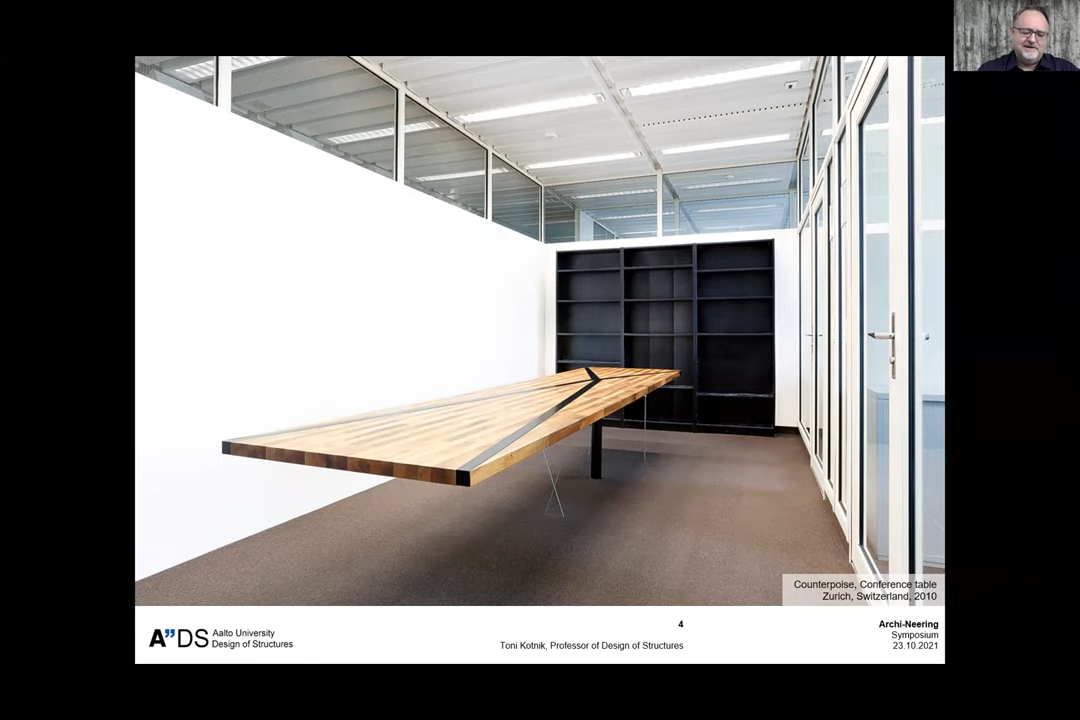 Counterpoise, Conference table
Zurich, Switzerland, 2010
A”DS
Aalto University
Design of Structures
4
Toni Kotnik, Professor of Design of Structures
Archi-Neering
Symposium
23.10.2021